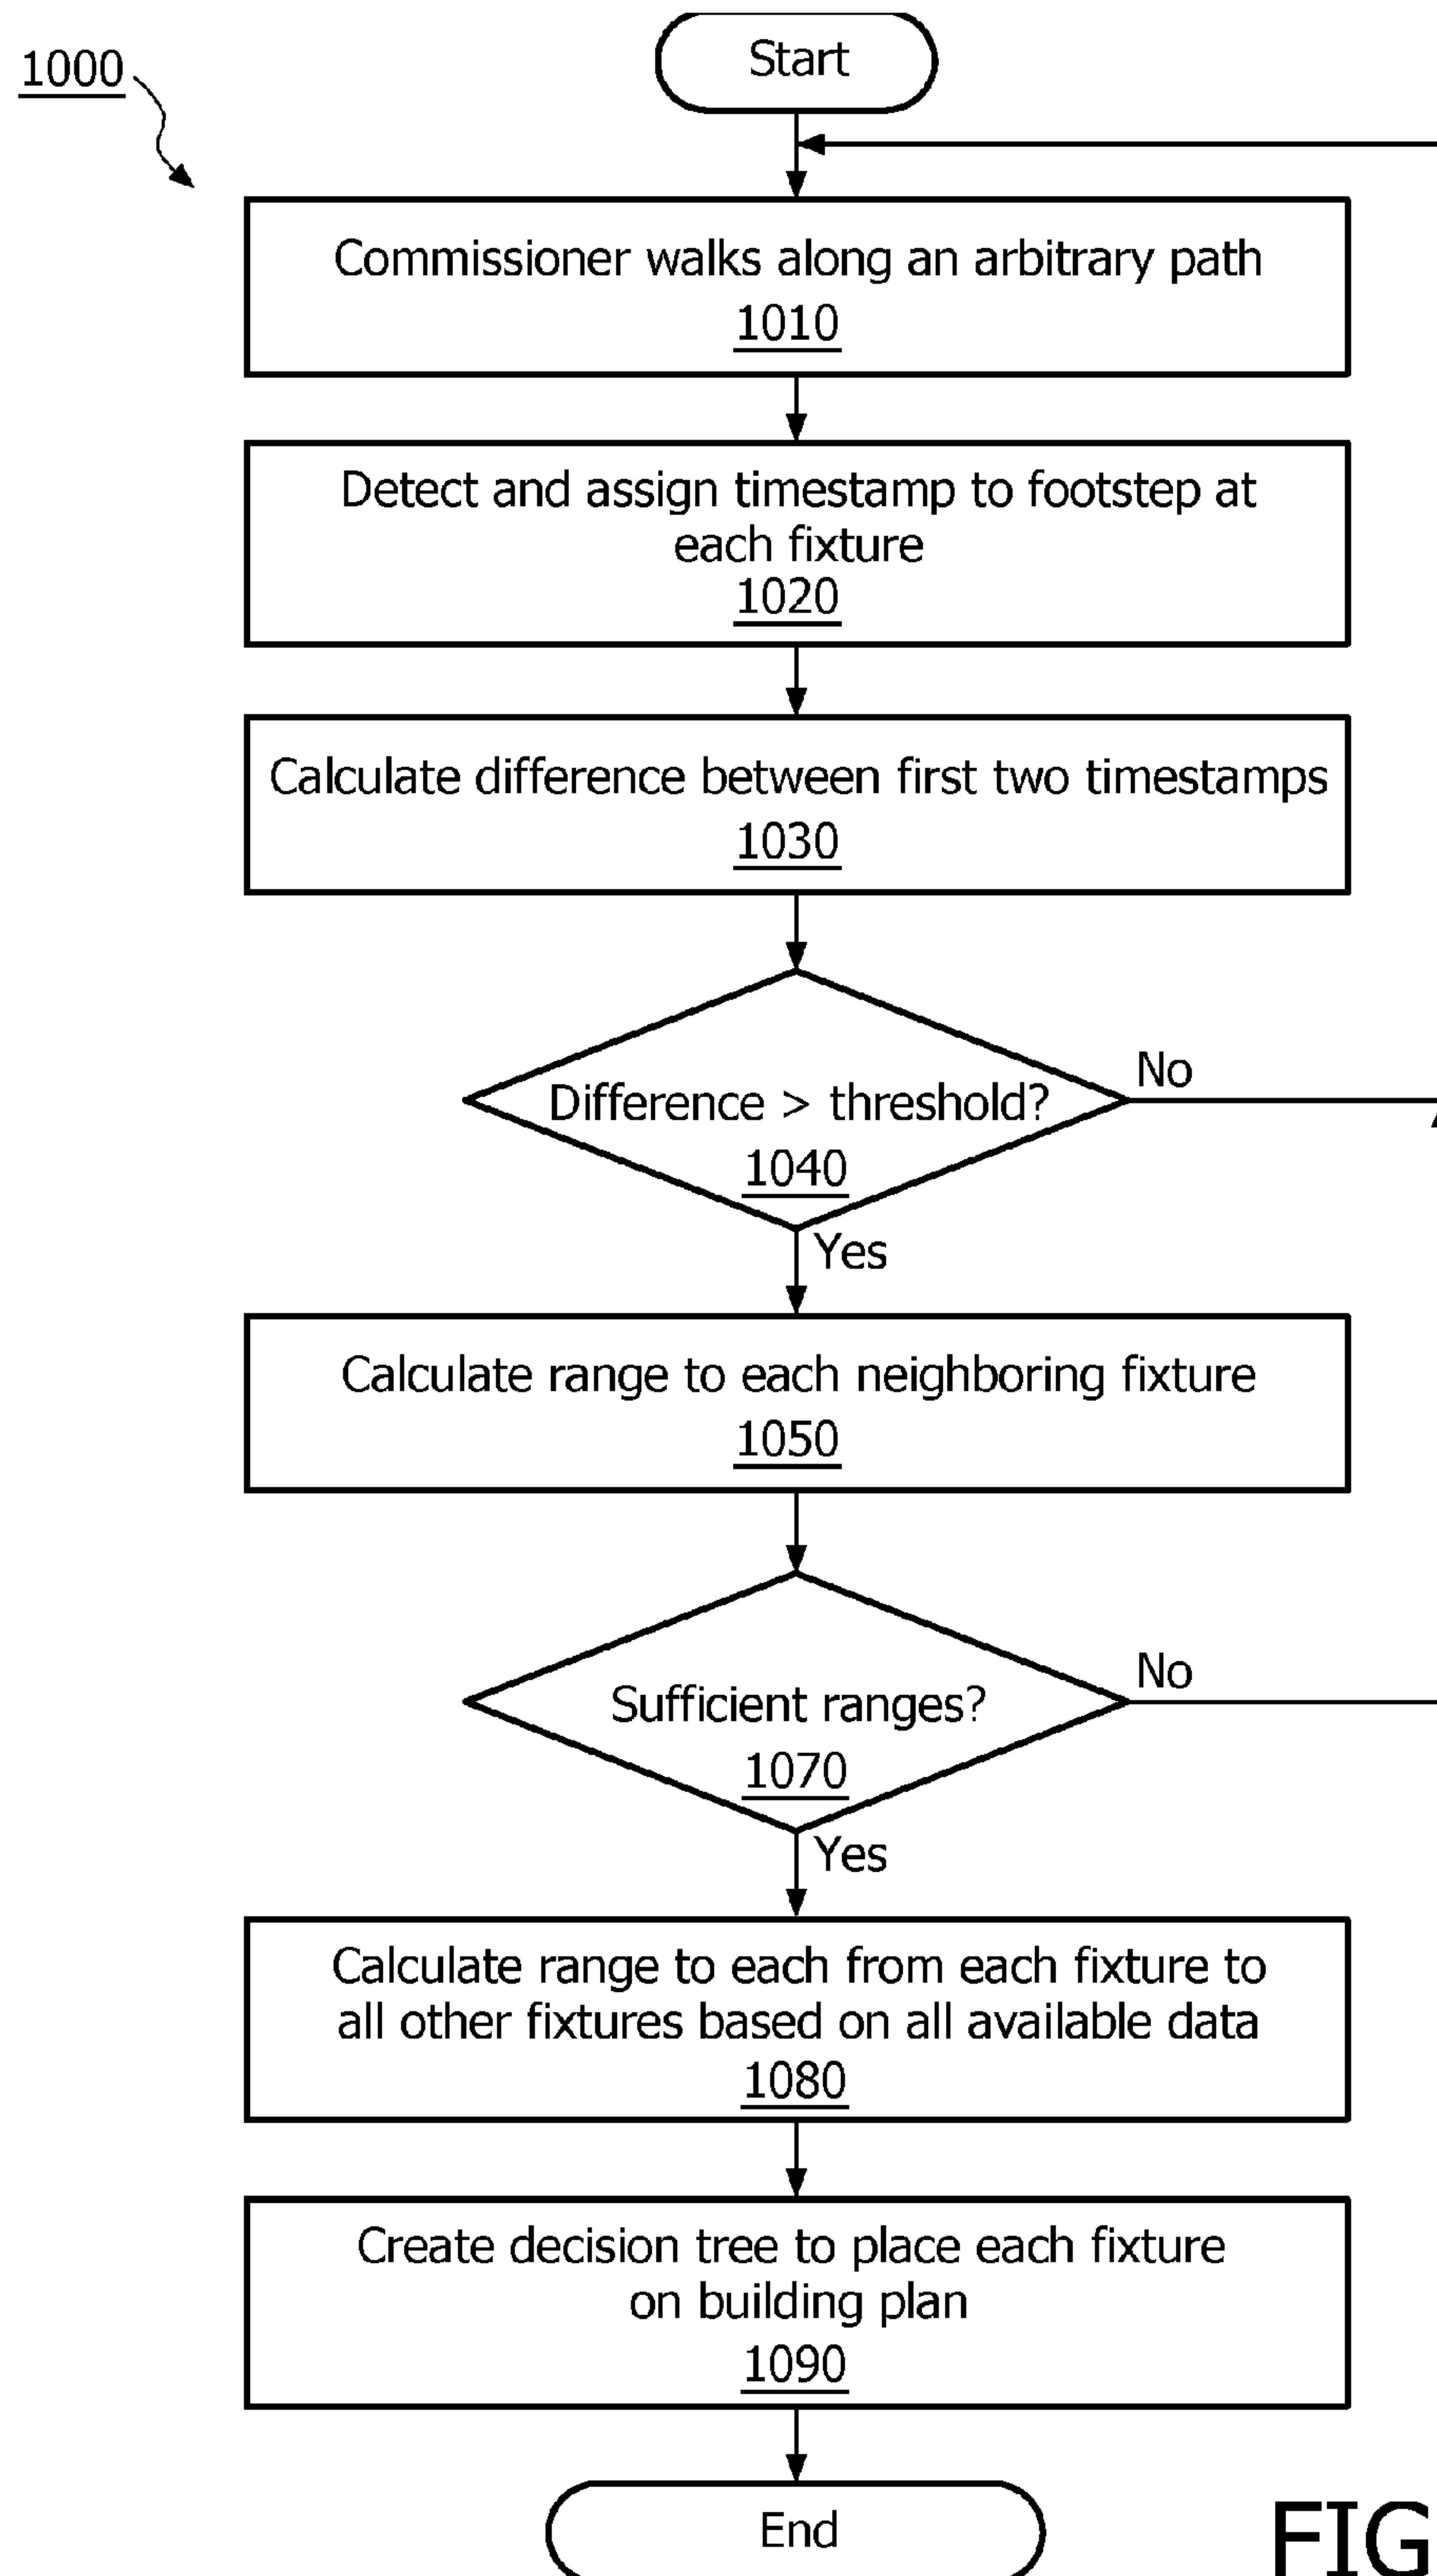 1000
Start
Commissioner walks along an arbitrary path
1010
Detect and assign timestamp to footstep at
each fixture
1020
Calculate difference between first two timestamps
1030
Difference > threshold?
1040
No
Yes
Calculate range to each neighboring fixture
1050
Sufficient ranges?
1070
No
Yes
Calculate range to each from each fixture to
all other fixtures based on all available data
1080
Create decision tree to place each fixture
on building plan
1090
End
FIG